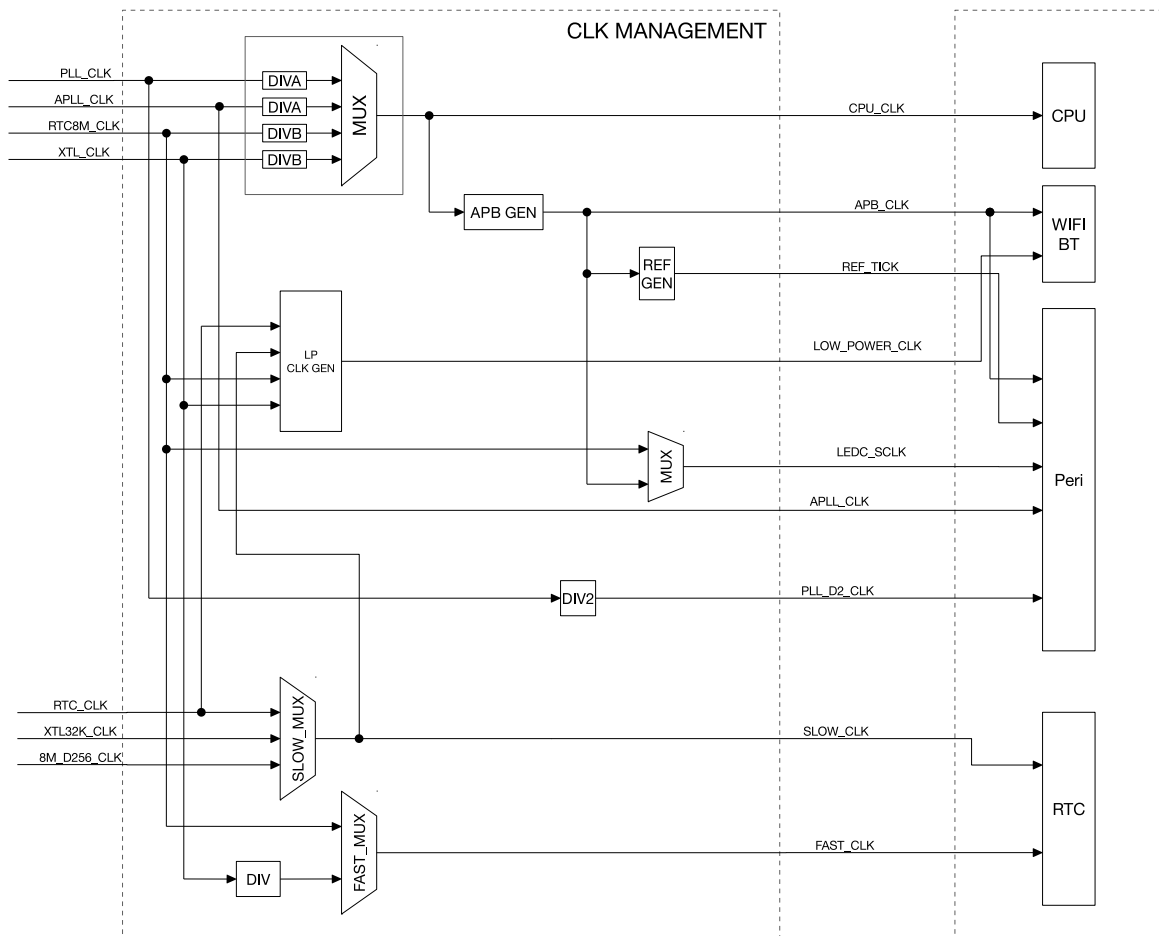 CLK MANAGEMENT
PLL_CLK
APLL_CLK
RTC8M_CLK
XTL_CLK
DIVA
DIVA
DIVB
DIVB
MUX
CPU_CLK
CPU
APB GEN
APB_CLK
WIFI
BT
REF
GEN
REF_TICK
LP
CLK GEN
LOW_POWER_CLK
MUX
LEDC_SCLK
APLL_CLK
Peri
DIV2
PLL_D2_CLK
RTC_CLK
XTL32K_CLK
8M_D256_CLK
SLOW_MUX
SLOW_CLK
RTC
FAST_MUX
FAST_CLK
DIV